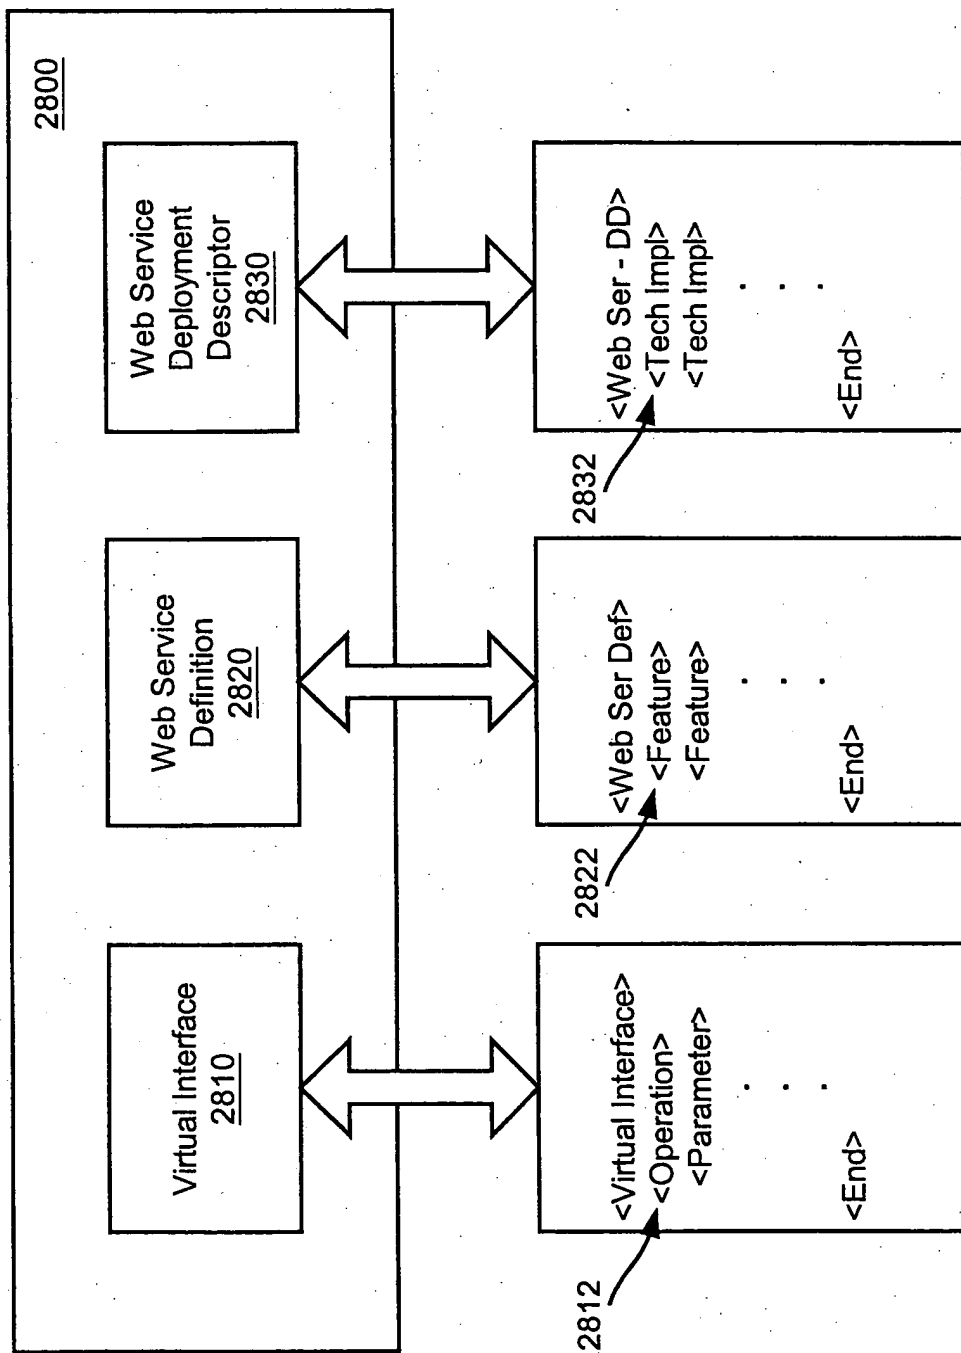 2800
Virtual Interface
2810
Web Service
Definition
2820
Web Service
Deployment
Descriptor
2830
2812
<Virtual Interface>
<Operation>
<Parameter>
. . .
<End>
2822
<Web Ser Def>
<Feature>
<Feature>
. . .
<End>
2832
<Web Ser - DD>
<Tech Impl>
<Tech Impl>
. . .
<End>